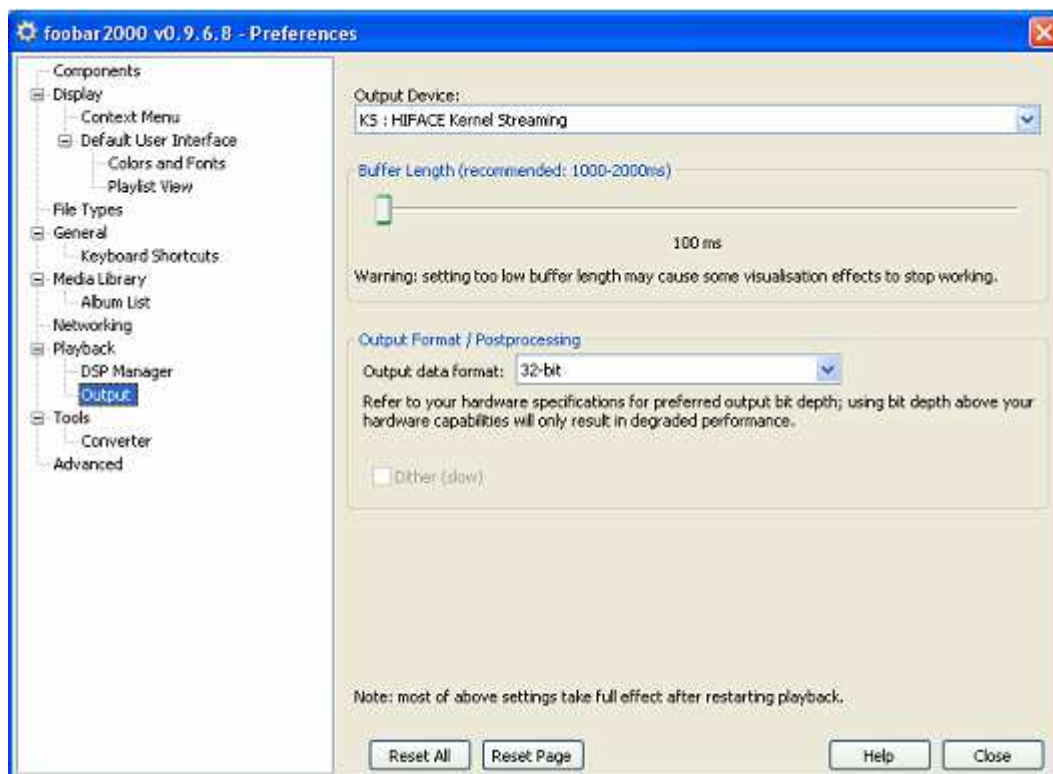 foobar2000 v0.9.6.8 - Preferences
Components
Display
Context Menu
Default User Interface
Colors and Fonts
Playlist View
File Types
General
Keyboard Shortcuts
Media Library
Album List
Networking
Playback
DSP Manager
Output
Tools
Converter
Advanced
Output Device:
KS : HIFACE Kernel Streaming
Buffer Length (recommended: 1000-2000ms)
100 ms
Warning: setting too low buffer length may cause some visualisation effects to stop working.
Output Format / Postprocessing
Output data format: 32-bit
Refer to your hardware specifications for preferred output bit depth; using bit depth above your
hardware capabilities will only result in degraded performance.
Dither (slow)
Note: most of above settings take full effect after restarting playback.
Reset All Reset Page Help Close